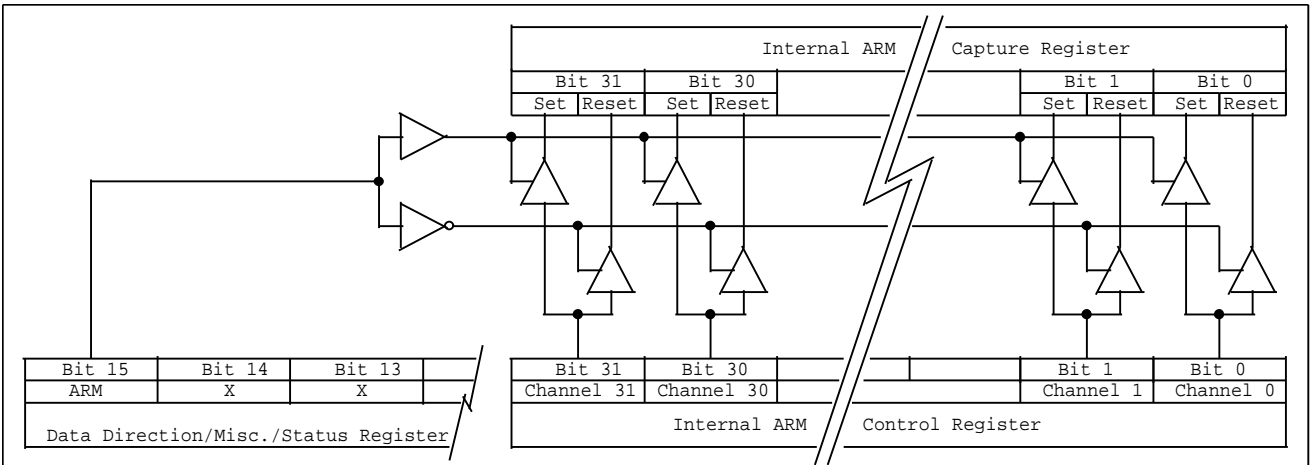 Internal ARM Capture Register
Bit 31 Bit 30 Bit 1 Bit 0
Set Reset Set Reset Set Reset Set Reset
Bit 15 Bit 14 Bit 13 Bit 31 Bit 30 Bit 1 Bit 0
ARM X X Channel 31 Channel 30 Channel 1 Channel 0
Data Direction/Misc./Status Register Internal ARM Control Register